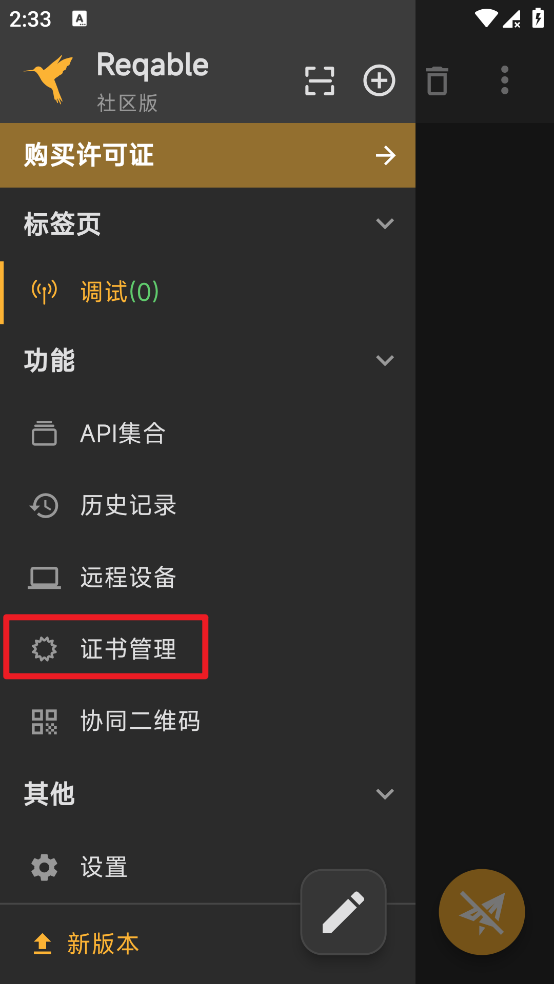 2:33
A
Reqable
社区版
购买许可证
标签页
调试(0)
功能
API集合
历史记录
远程设备
证书管理
协同二维码
其他
设置
新版本